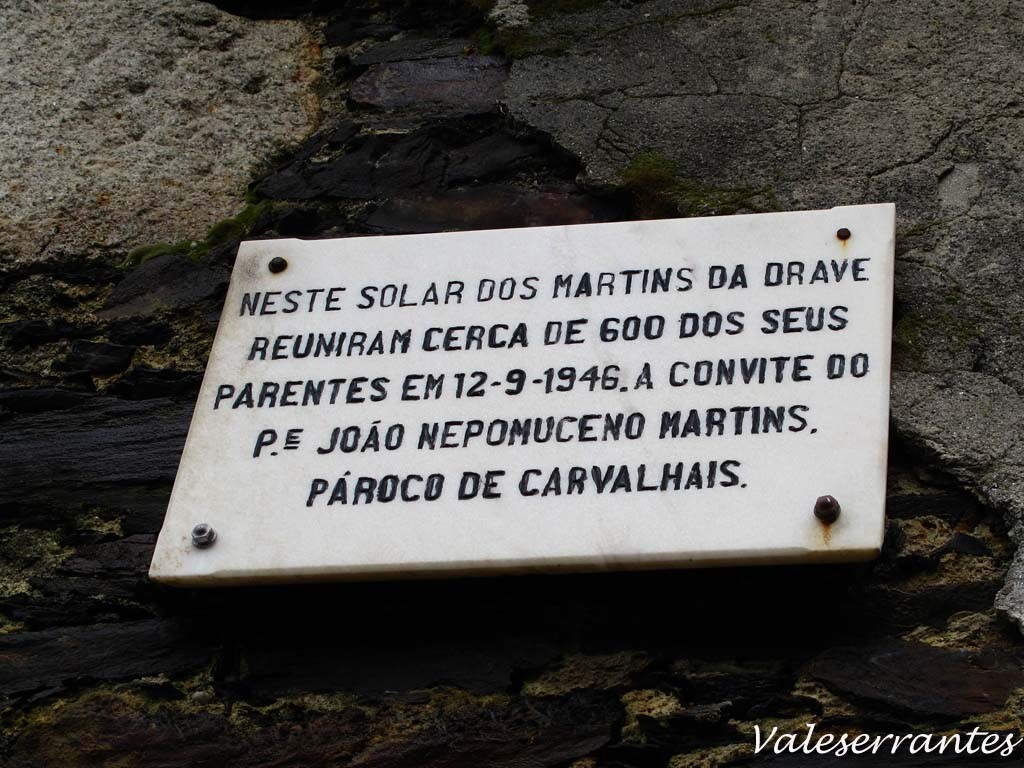 NESTE SOLAR DOS MARTINS DA DRAVE
REUNIRAM CERCA DE 600 DOS SEUS
PARENTES EM 12-9-1946. A CONVITE DO
P.E JOÃO NEPOMUCENO MARTINS.
PÁROCO DE CARVALHAIS.
Valeserrantes